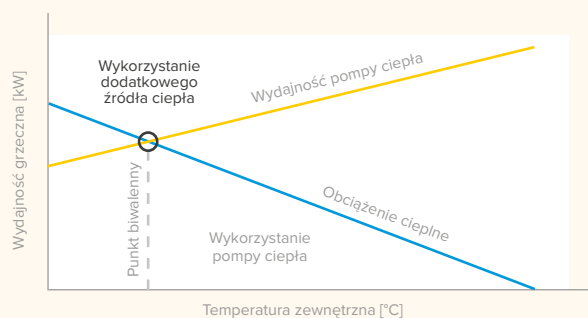 Wykorzystanie
dodatkowego
źródła ciepła
Wydajność pompy ciepła
Wydajność grzeczna [kW]
Punkt biwalenny
Obciążenie cieplne
Wykorzystanie
pompy ciepła
Temperatura zewnętrzna [°C]